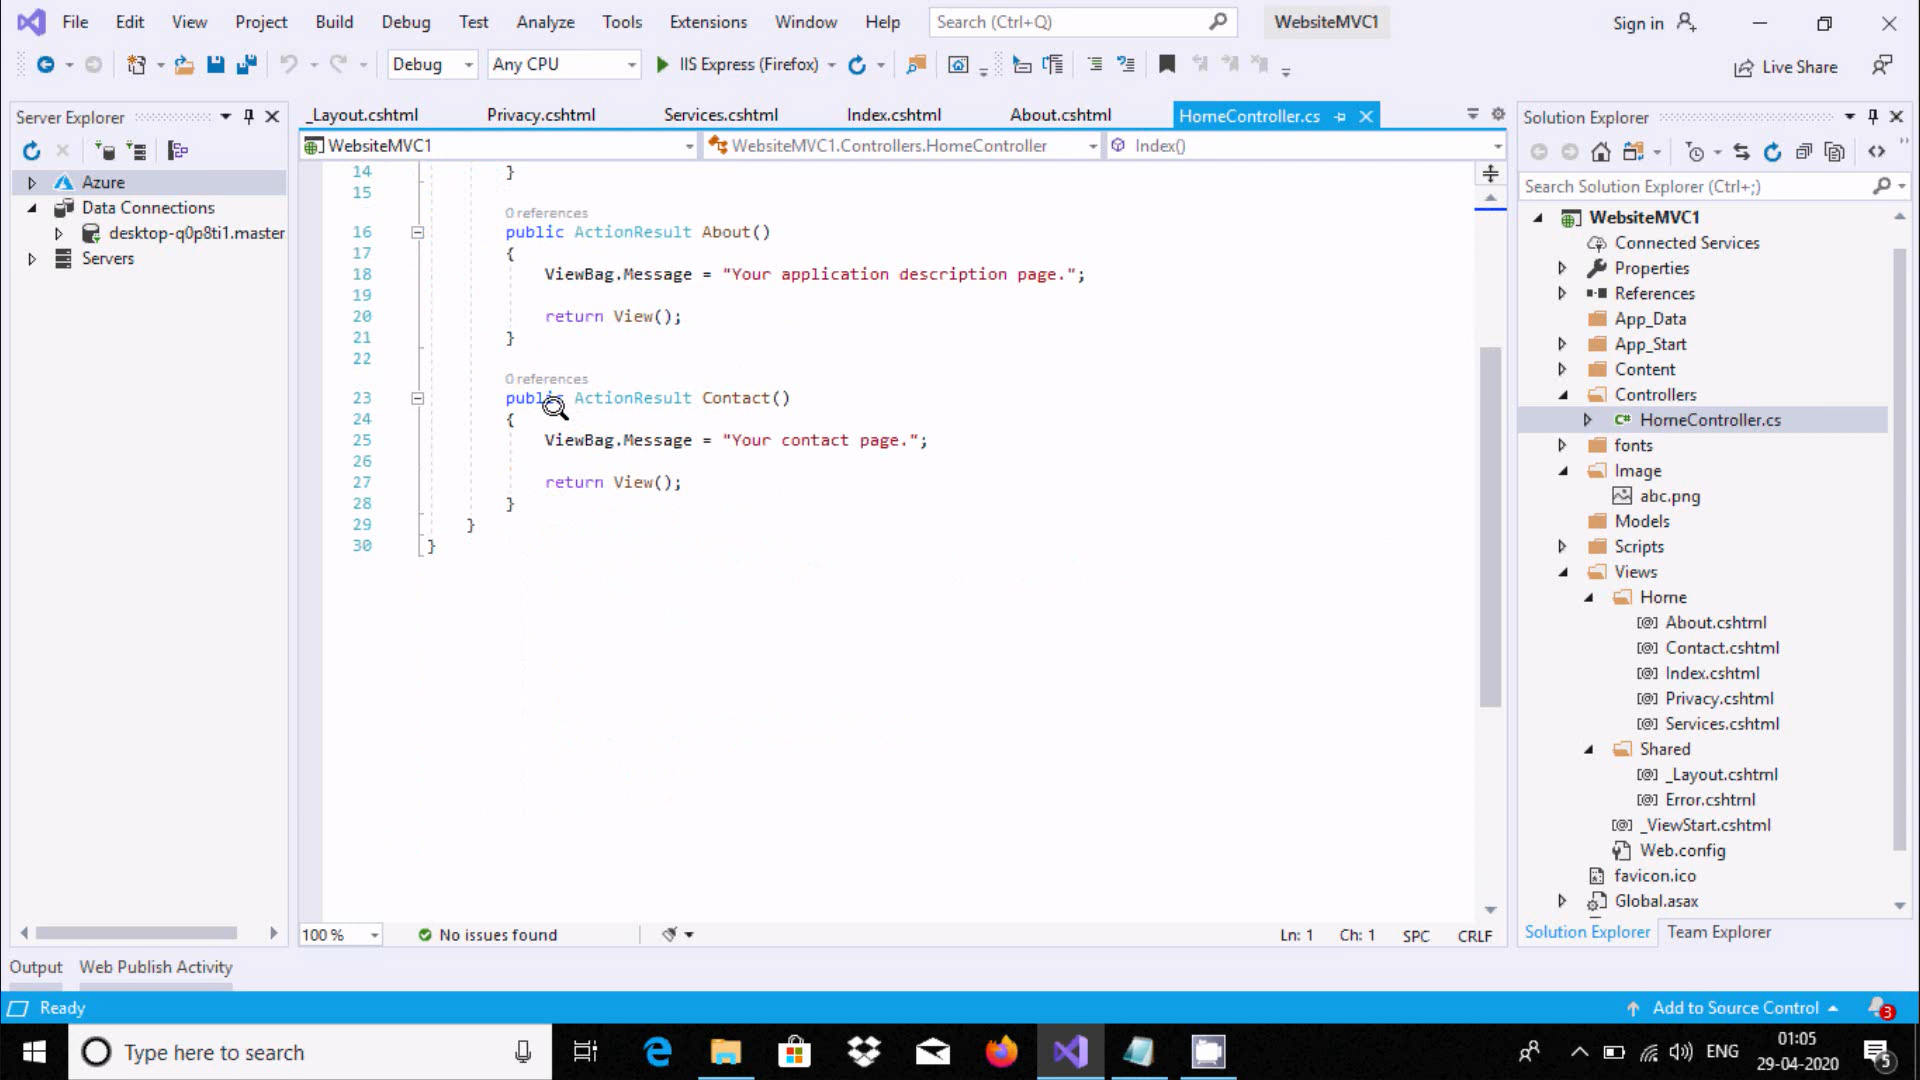 File Edit View Project Build Debug Test Analyze Tools Extensions Window Help Search (Ctrl+Q) WebsiteMVC1 Sign in
Debug Any CPU IIS Express (Firefox) Live Share
Server Explorer
Azure
Data Connections
desktop-q0p8ti1.master
Servers
_Layout.cshtml Privacy.cshtml Services.cshtml Index.cshtml About.cshtml HomeController.cs
WebsiteMVC1 WebsiteMVC1.Controllers.HomeController Index()
14 }
15
0 references
16 public ActionResult About()
17 {
18 ViewBag.Message = "Your application description page.";
19
20 return View();
21 }
22
0 references
23 public ActionResult Contact()
24 {
25 ViewBag.Message = "Your contact page.";
26
27 return View();
28 }
29 }
30 }
100 % No issues found Ln: 1 Ch: 1 SPC CRLF
Solution Explorer
Search Solution Explorer (Ctrl+;)
WebsiteMVC1
Connected Services
Properties
References
App_Data
App_Start
Content
Controllers
C# HomeController.cs
fonts
Image
abc.png
Models
Scripts
Views
Home
[@] About.cshtml
[@] Contact.cshtml
[@] Index.cshtml
[@] Privacy.cshtml
[@] Services.cshtml
Shared
[@] _Layout.cshtml
[@] Error.cshtml
[@] _ViewStart.cshtml
Web.config
favicon.ico
Global.asax
Solution Explorer Team Explorer
Output Web Publish Activity
Ready Add to Source Control 3
Type here to search ENG 01:05
29-04-2020 5